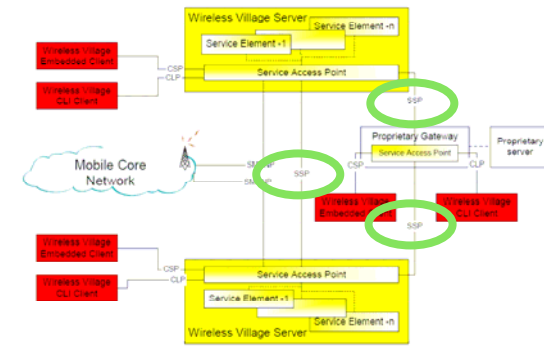 Wireless Village Server
Service Element -n
Service Element -1
Wireless Village
Embedded Client
CSP
Service Access Point
CLP
Wireless Village
CLI Client
SSP
Proprietary Gateway
Proprietary
server
Service Access Point
Mobile Core
Network
CSP
CLP
SSP
Wireless Village
Embedded Client
Wireless Village
CLI Client
SSP
Wireless Village
Embedded Client
CSP
Service Access Point
CLP
Wireless Village
CLI Client
Service Element -1
Service Element -n
Wireless Village Server